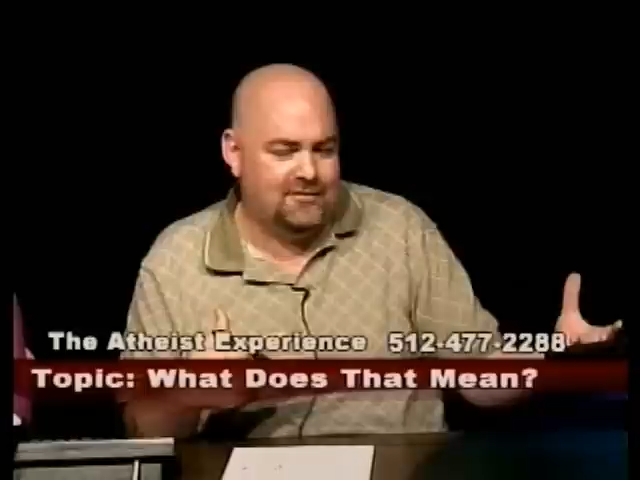 The Atheist Experience 512-477-2288
Topic: What Does That Mean?